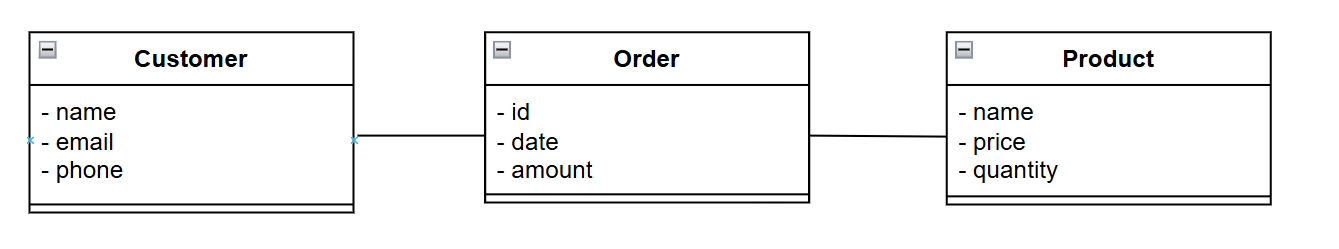 Customer
- name
- email
- phone
Order
- id
- date
- amount
Product
- name
- price
- quantity